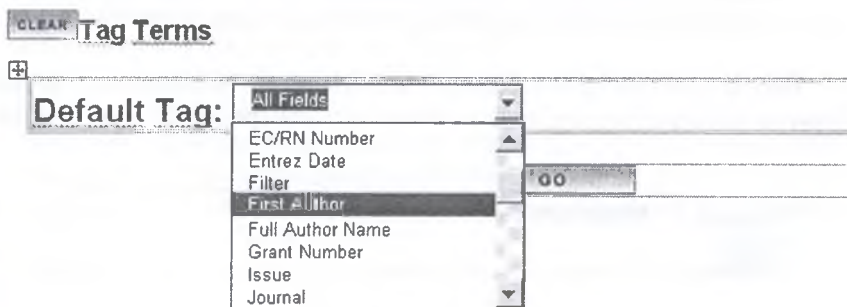 CLEAR Tag Terms
Default Tag: All Fields
EC/RN Number
Entrez Date
Filter
GO
First Author
Full Author Name
Grant Number
Issue
Journal